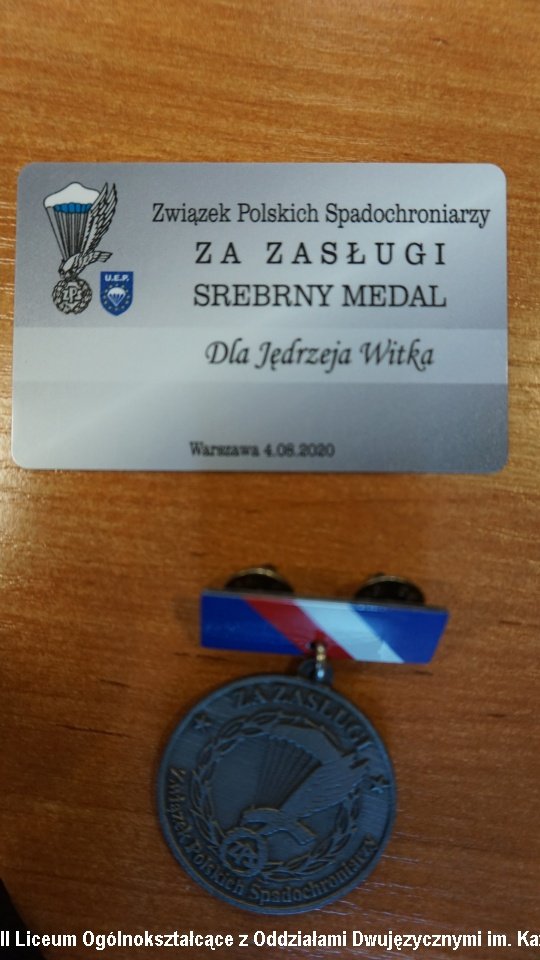 Związek Polskich Spadochroniarzy
ZA ZASŁUGI
SREBRNY MEDAL
U.E.P.
ZPS
Dla Jędrzeja Witka
Warszawa 4.08.2020
ZA ZASŁUGI
Związek Polskich Spadochroniarzy
II Liceum Ogólnokształcące z Oddziałami Dwujęzycznymi im.